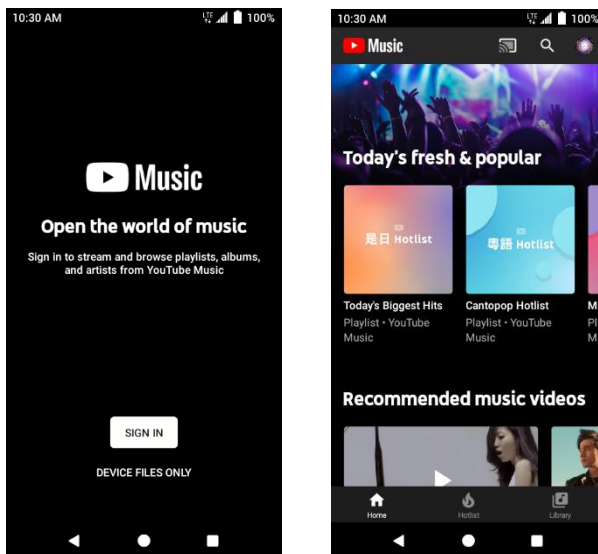 10:30 AM LTE 100%
Music
Open the world of music
Sign in to stream and browse playlists, albums,
and artists from YouTube Music
SIGN IN
DEVICE FILES ONLY
10:30 AM LTE 100%
Music
Today's fresh & popular
是日 Hotlist
粵語 Hotlist
Today's Biggest Hits
Cantopop Hotlist
M
Playlist • YouTube
Playlist • YouTube
Pl
Music
Music
M
Recommended music videos
Home
Hotlist
Library